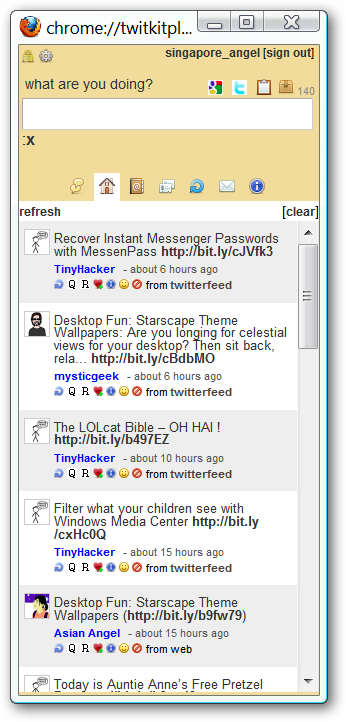 chrome://twitkitpl...
singapore_angel [sign out]
what are you doing?
140
:x
refresh [clear]
Recover Instant Messenger Passwords
with MessenPass http://bit.ly/cJVfk3
TinyHacker - about 6 hours ago
Q R from twitterfeed
Desktop Fun: Starscape Theme
Wallpapers: Are you longing for celestial
views for your desktop? Then sit back,
rela... http://bit.ly/cBdbMO
mysticgeek - about 6 hours ago
Q R from twitterfeed
The LOLcat Bible – OH HAI !
http://bit.ly/b497EZ
TinyHacker - about 10 hours ago
Q R from twitterfeed
Filter what your children see with
Windows Media Center http://bit.ly
/cxHc0Q
TinyHacker - about 15 hours ago
Q R from twitterfeed
Desktop Fun: Starscape Theme
Wallpapers (http://bit.ly/b9fw79)
Asian Angel - about 15 hours ago
Q R from web
Today is Auntie Anne's Free Pretzel